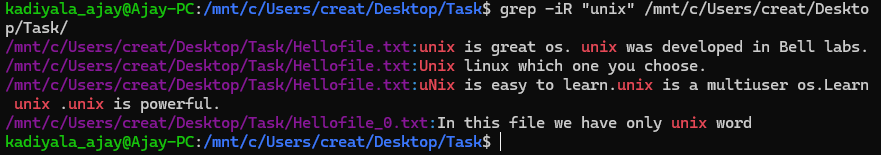 kadiyala_ajay@Ajay-PC:/mnt/c/Users/creat/Desktop/Task$ grep -iR "unix" /mnt/c/Users/creat/Deskto
p/Task/
/mnt/c/Users/creat/Desktop/Task/Hellofile.txt:unix is great os. unix was developed in Bell labs.
/mnt/c/Users/creat/Desktop/Task/Hellofile.txt:Unix linux which one you choose.
/mnt/c/Users/creat/Desktop/Task/Hellofile.txt:uNix is easy to learn.unix is a multiuser os.Learn
 unix .unix is powerful.
/mnt/c/Users/creat/Desktop/Task/Hellofile_0.txt:In this file we have only unix word
kadiyala_ajay@Ajay-PC:/mnt/c/Users/creat/Desktop/Task$